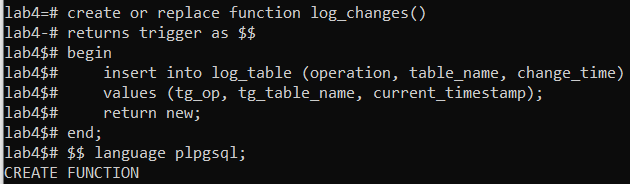 lab4=# create or replace function log_changes()
lab4-# returns trigger as $$
lab4$# begin
lab4$#     insert into log_table (operation, table_name, change_time)
lab4$#     values (tg_op, tg_table_name, current_timestamp);
lab4$#     return new;
lab4$# end;
lab4$# $$ language plpgsql;
CREATE FUNCTION